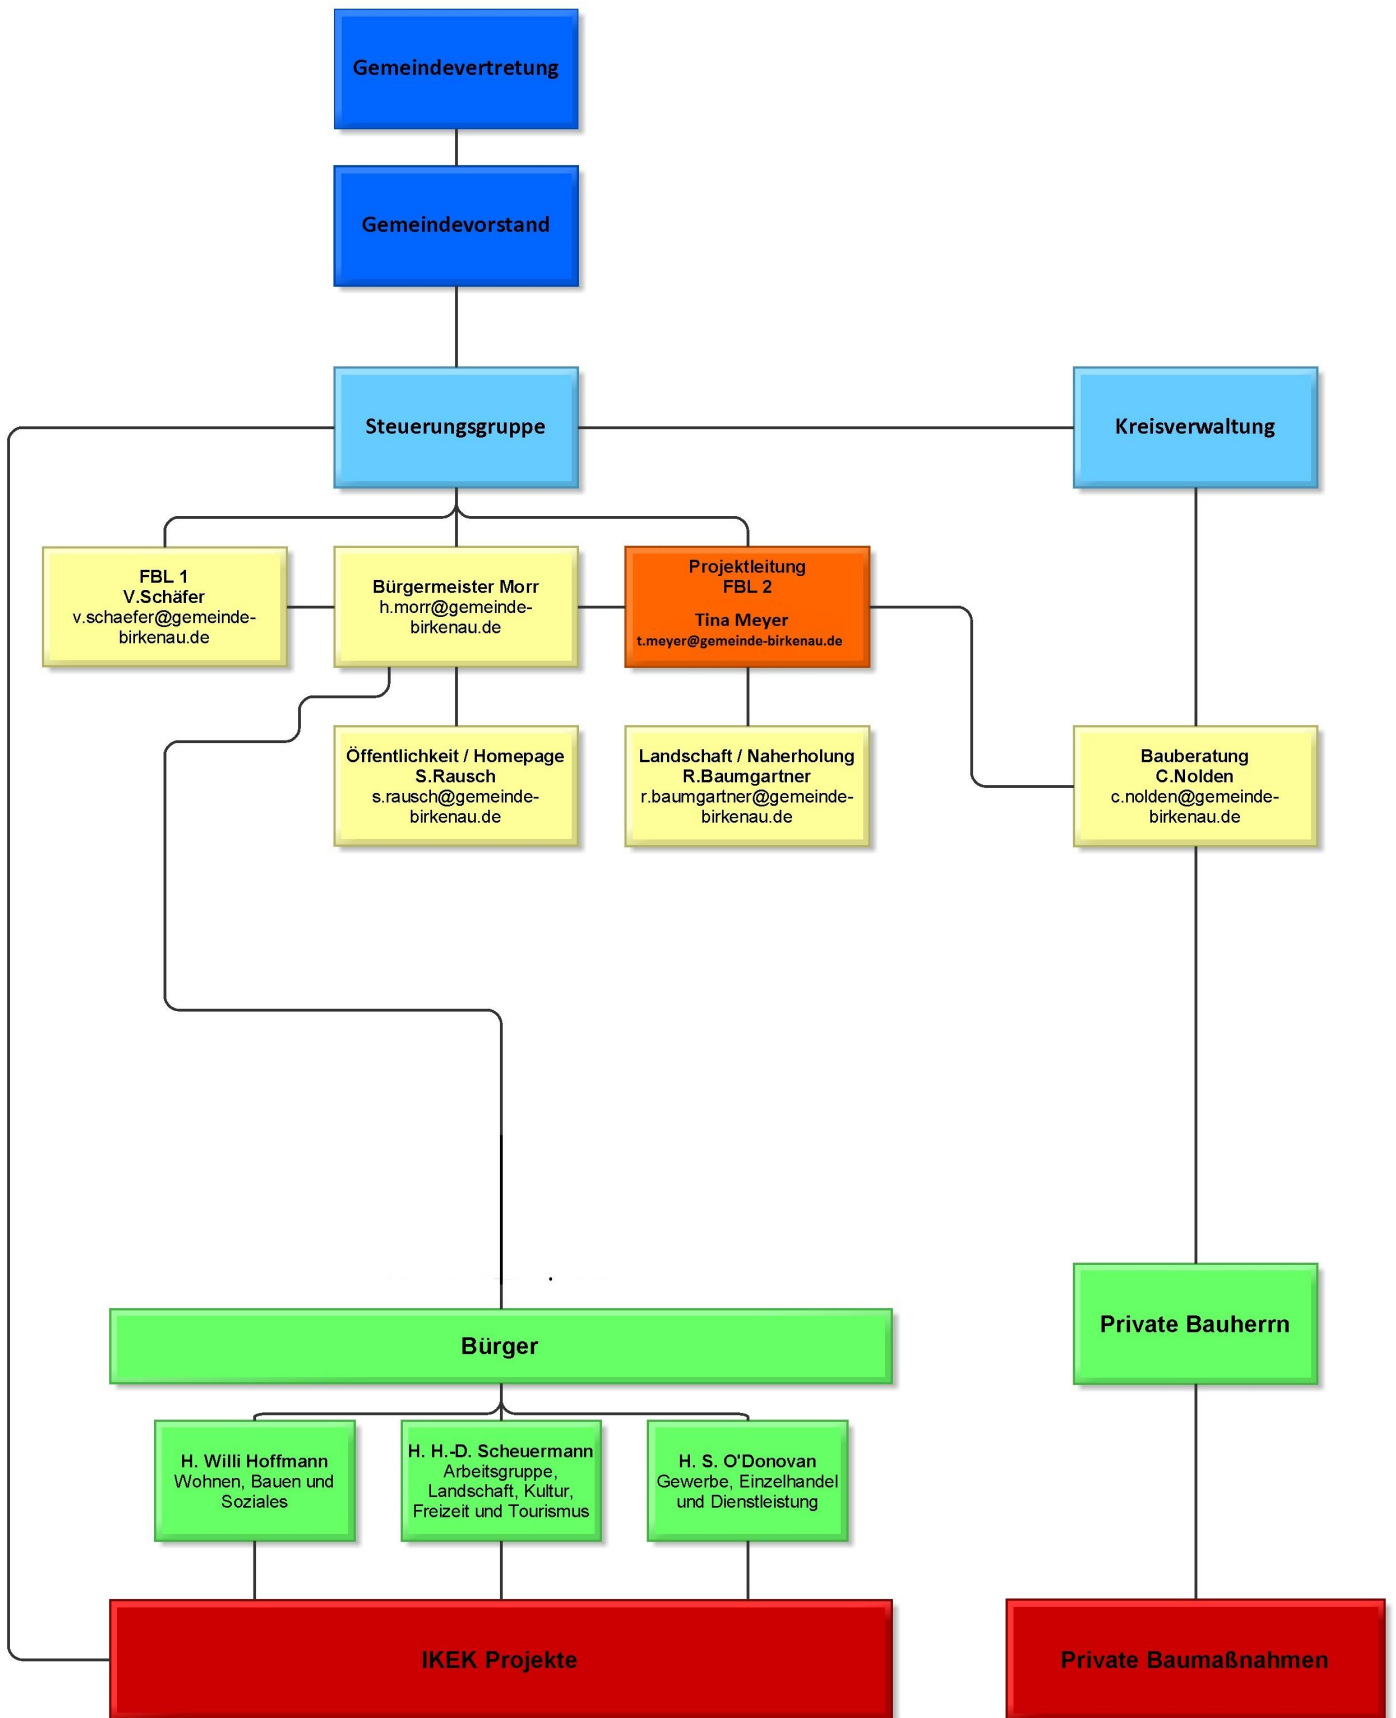 Gemeindevertretung
Gemeindevorstand
Steuerungsgruppe
Kreisverwaltung
FBL 1
V.Schäfer
v.schaefer@gemeinde-
birkenau.de
Bürgermeister Morr
h.morr@gemeinde-
birkenau.de
Projektleitung
FBL 2
Tina Meyer
t.meyer@gemeinde-birkenau.de
Öffentlichkeit / Homepage
S.Rausch
s.rausch@gemeinde-
birkenau.de
Landschaft / Naherholung
R.Baumgartner
r.baumgartner@gemeinde-
birkenau.de
Bauberatung
C.Nolden
c.nolden@gemeinde-
birkenau.de
Private Bauherrn
Bürger
H. Willi Hoffmann
Wohnen, Bauen und
Soziales
H. H.-D. Scheuermann
Arbeitsgruppe,
Landschaft, Kultur,
Freizeit und Tourismus
H. S. O'Donovan
Gewerbe, Einzelhandel
und Dienstleistung
IKEK Projekte
Private Baumaßnahmen